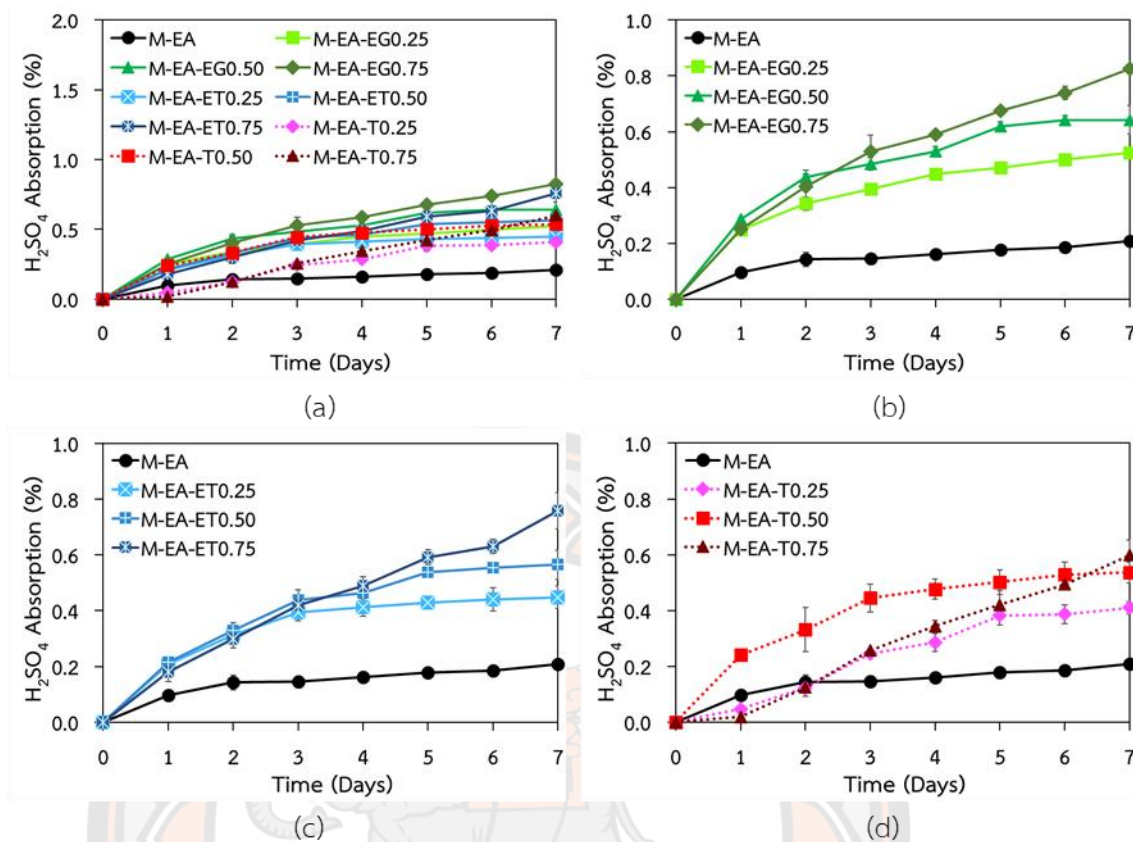 2.0
1.5
1.0
0.5
0.0
H₂SO₄ Absorption (%)
M-EA
M-EA-EG0.25
M-EA-EG0.50
M-EA-EG0.75
M-EA-ET0.25
M-EA-ET0.50
M-EA-ET0.75
M-EA-T0.25
M-EA-T0.50
M-EA-T0.75
0 1 2 3 4 5 6 7
Time (Days)
(a)
1.0
0.8
0.6
0.4
0.2
0.0
H₂SO₄ Absorption (%)
M-EA
M-EA-EG0.25
M-EA-EG0.50
M-EA-EG0.75
0 1 2 3 4 5 6 7
Time (Days)
(b)
1.0
0.8
0.6
0.4
0.2
0.0
H₂SO₄ Absorption (%)
M-EA
M-EA-ET0.25
M-EA-ET0.50
M-EA-ET0.75
0 1 2 3 4 5 6 7
Time (Days)
(c)
1.0
0.8
0.6
0.4
0.2
0.0
H₂SO₄ Absorption (%)
M-EA
M-EA-T0.25
M-EA-T0.50
M-EA-T0.75
0 1 2 3 4 5 6 7
Time (Days)
(d)